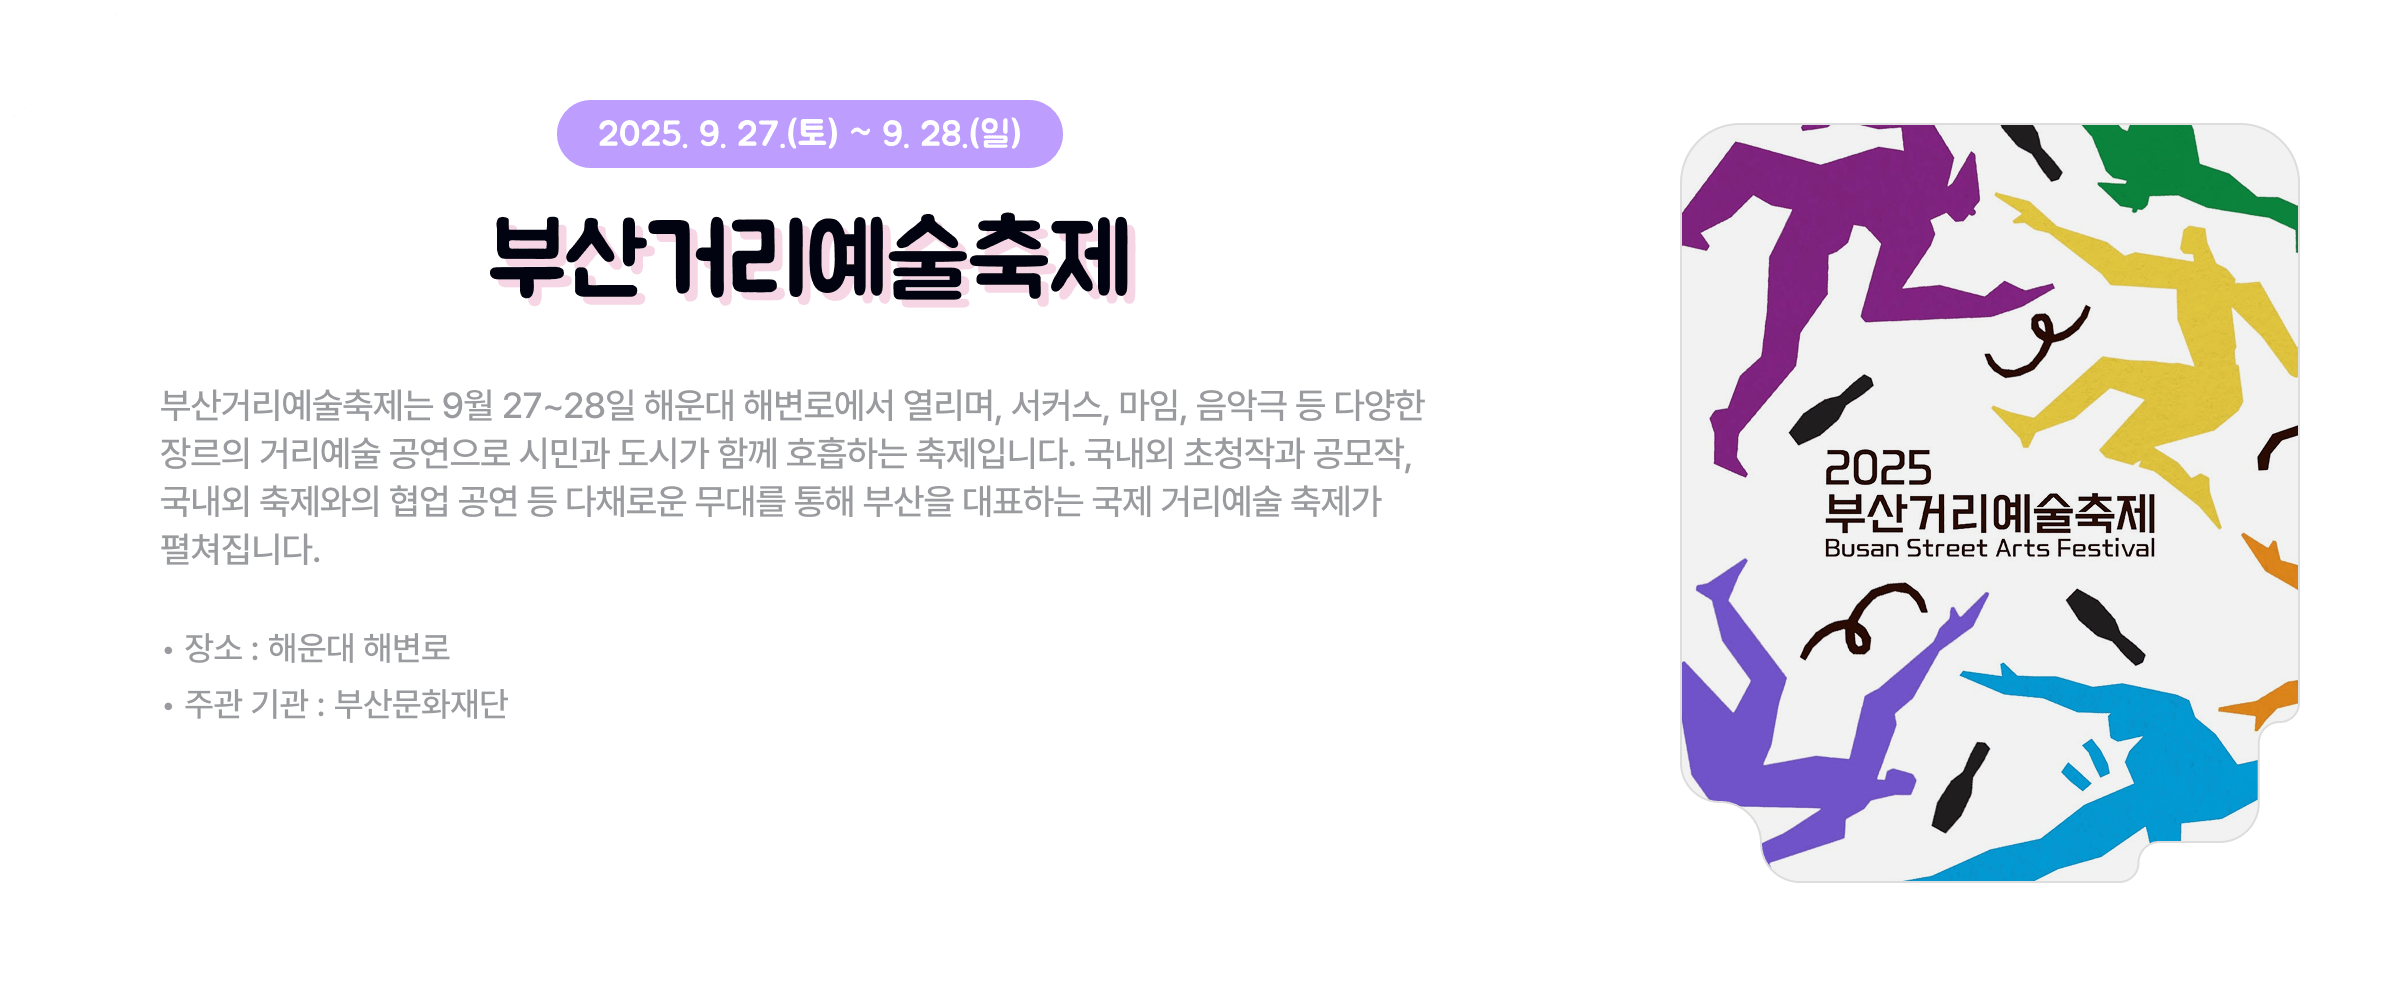 2025. 9. 27.(토) ~ 9. 28.(일)
부산거리예술축제
부산거리예술축제는 9월 27~28일 해운대 해변로에서 열리며, 서커스, 마임, 음악극 등 다양한
장르의 거리예술 공연으로 시민과 도시가 함께 호흡하는 축제입니다. 국내외 초청작과 공모작,
국내외 축제와의 협업 공연 등 다채로운 무대를 통해 부산을 대표하는 국제 거리예술 축제가
펼쳐집니다.
• 장소 : 해운대 해변로
• 주관 기관 : 부산문화재단
2025
부산거리예술축제
Busan Street Arts Festival